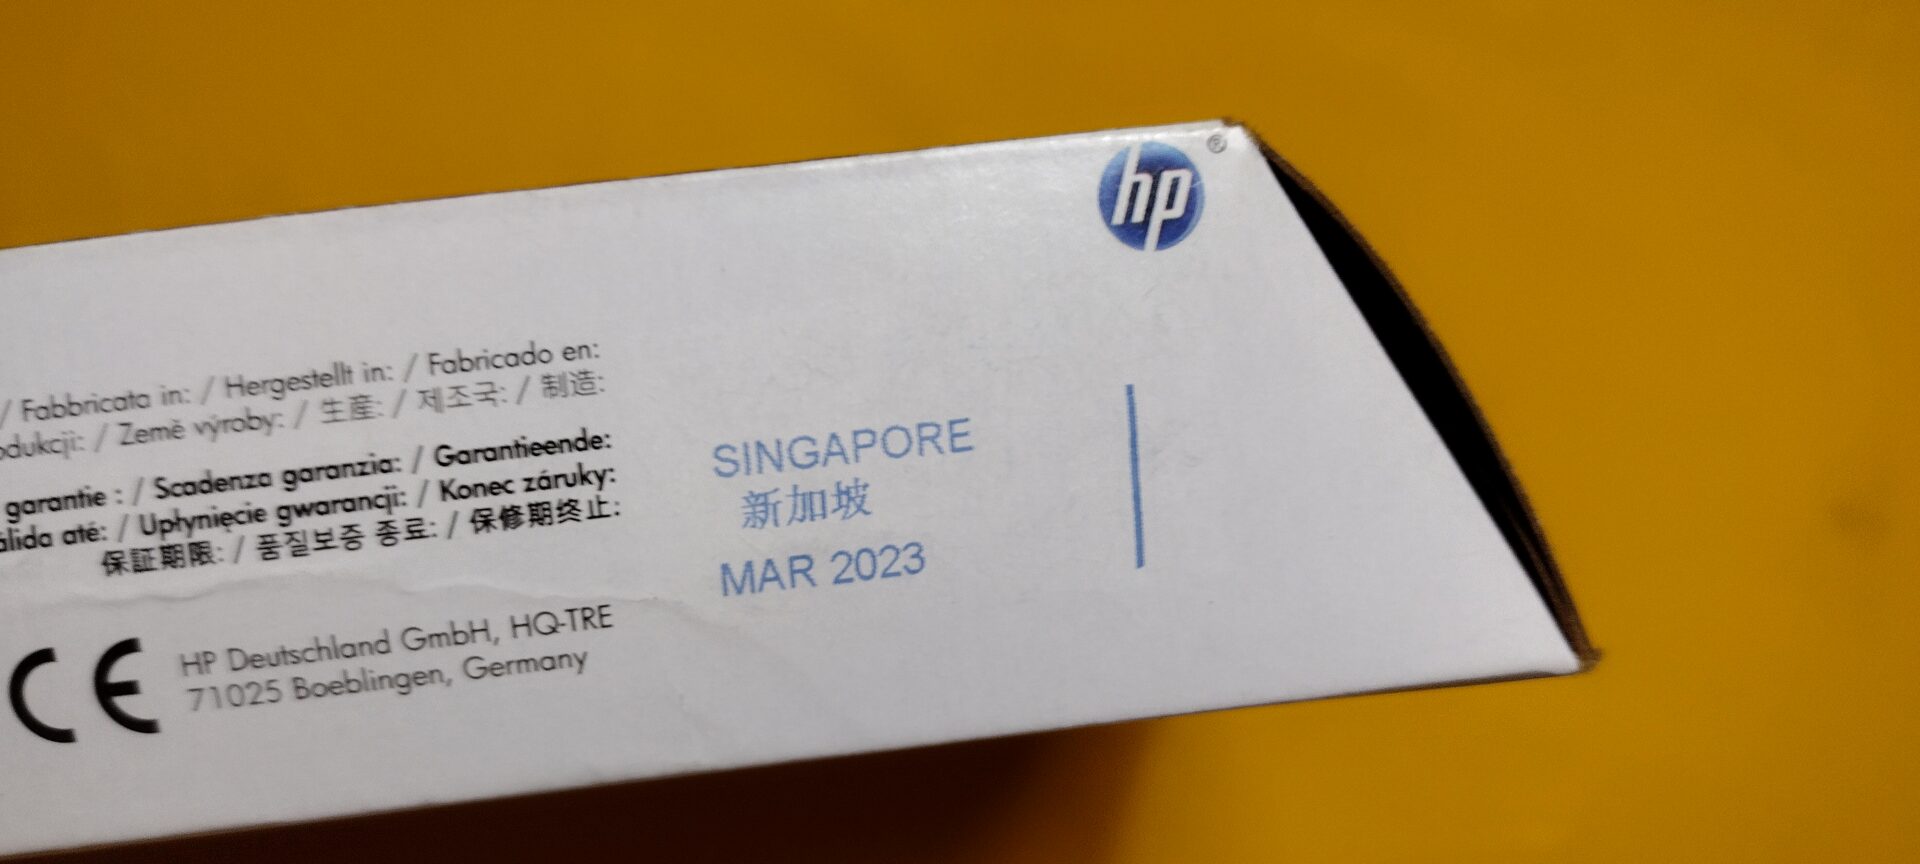 hp®
/ Fabbricata in: / Hergestellt in: / Fabricado en:
odukcji: / Země výroby: / 生産: / 제조국: / 制造:
garantie : / Scadenza garanzia: / Garantieende:
álida até: / Upłynięcie gwarancji: / Konec záruky:
保証期限: / 품질보증 종료: / 保修期终止:
SINGAPORE
新加坡
MAR 2023
CE
HP Deutschland GmbH, HQ-TRE
71025 Boeblingen, Germany